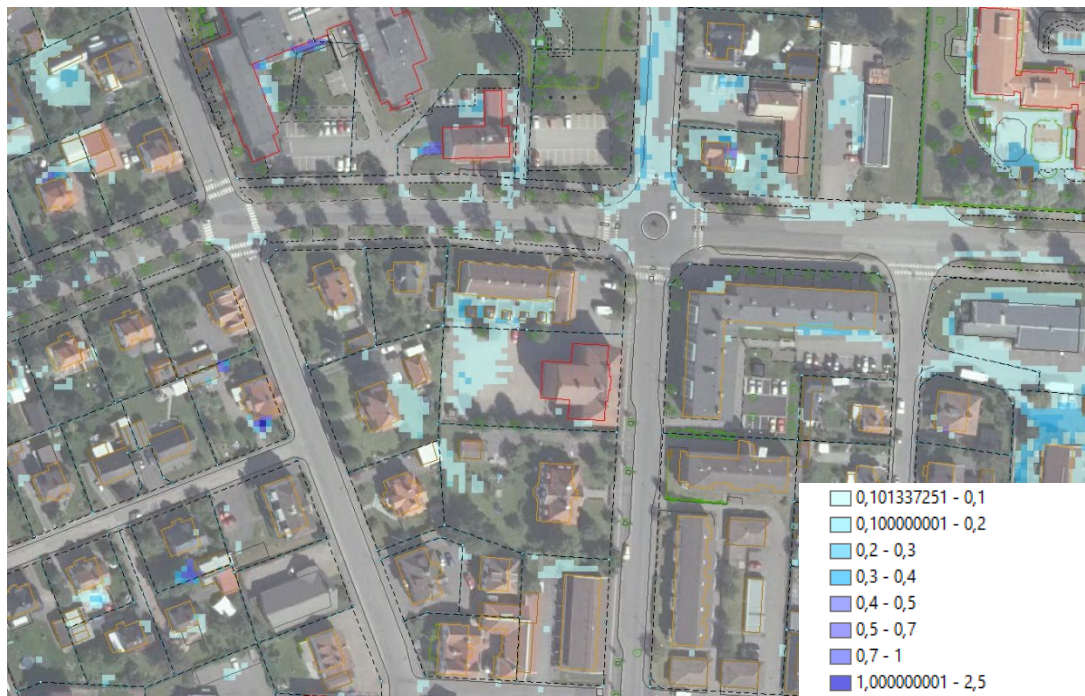 0,101337251 - 0,1
0,100000001 - 0,2
0,2 - 0,3
0,3 - 0,4
0,4 - 0,5
0,5 - 0,7
0,7 - 1
1,000000001 - 2,5